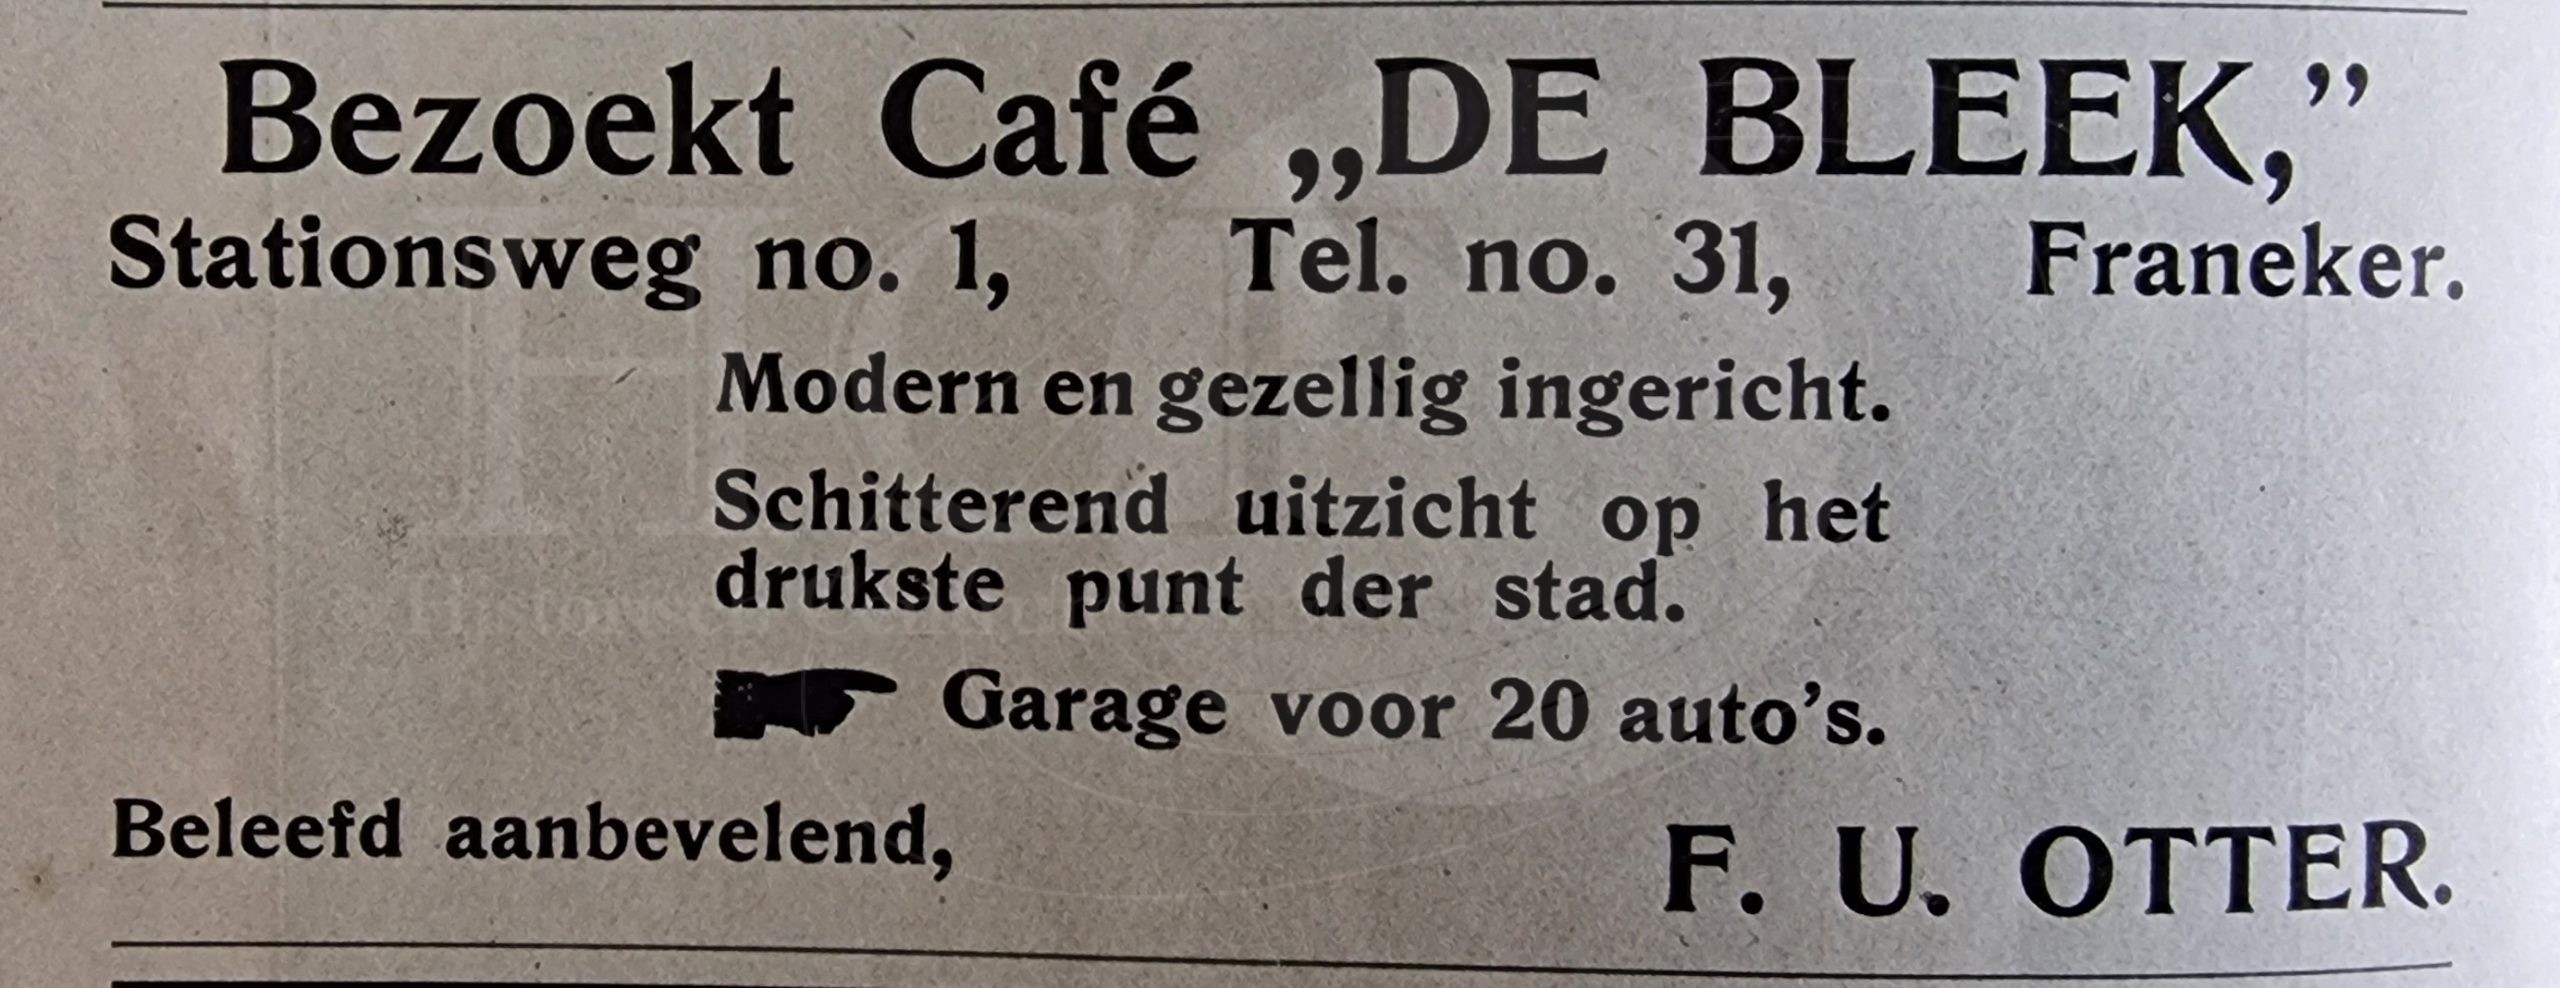 Bezoekt Café „DE BLEEK,”
Stationsweg no. 1, Tel. no. 31, Franeker.
Modern en gezellig ingericht.
Schitterend uitzicht op het
drukste punt der stad.
Garage voor 20 auto's.
Beleefd aanbevelend,
F. U. OTTER.